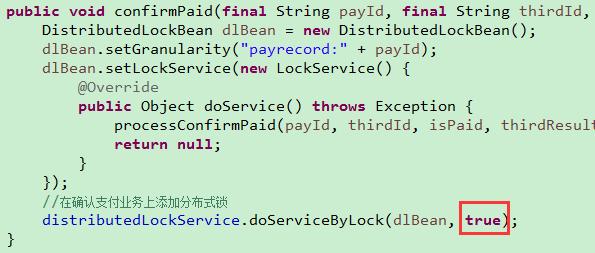 public void confirmPaid(final String payId, final String thirdId,
DistributedLockBean dlBean = new DistributedLockBean();
dlBean.setGranularity("payrecord:" + payId);
dlBean.setLockService(new LockService() {
@Override
public Object doService() throws Exception {
processConfirmPaid(payId, thirdId, isPaid, thirdResult
return null;
}
});
//在确认支付业务上添加分布式锁
distributedLockService.doServiceByLock(dlBean, true);
}